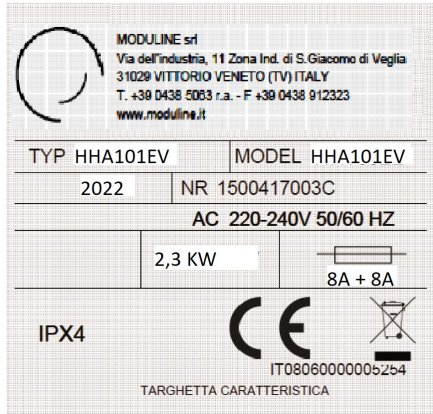 MODULINE srl
Via dell'industria, 11 Zona Ind. di S.Giacomo di Veglia
31029 VITTORIO VENETO (TV) ITALY
T. +39 0438 5063 r.a. - F +39 0438 912323
www.moduline.it
TYP HHA101EV MODEL HHA101EV
2022 NR 1500417003C
AC 220-240V 50/60 HZ
2,3 KW
8A + 8A
IPX4 CE
IT08060000005254
TARGHETTA CARATTERISTICA